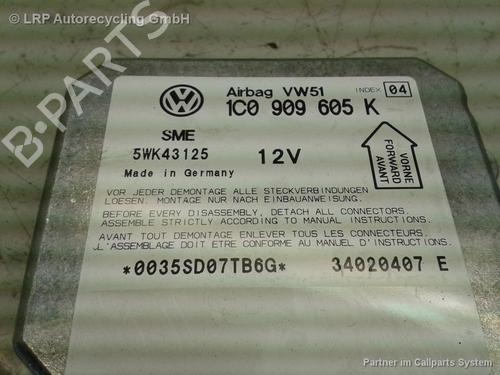 © LRP Autorecycling GmbH
B-PARTS
Airbag VW51 INDEX 04
1C0 909 605 K
SME
5WK43125 12V
Made in Germany
VORNE
FORWARD
AVANT
VOR JEDER DEMONTAGE ALLE STECKVERBINDUNGEN
LOESEN. MONTAGE NUR NACH EINBAUANWEISUNG.
BEFORE EVERY DISASSEMBLY, DETACH ALL CONNECTORS.
ASSEMBLE STRICTLY ACCORDING TO MANUAL INSTRUCTIONS.
AVANT TOUT DEMONTAGE ENLEVER TOUS LES CONNECTEURS.
L'ASSEMBLAGE DOIT ETRE CONFORME AU MANUEL D'INSTRUCTIONS.
*0035SD07TB6G* 34020407 E
Partner im Callparts System